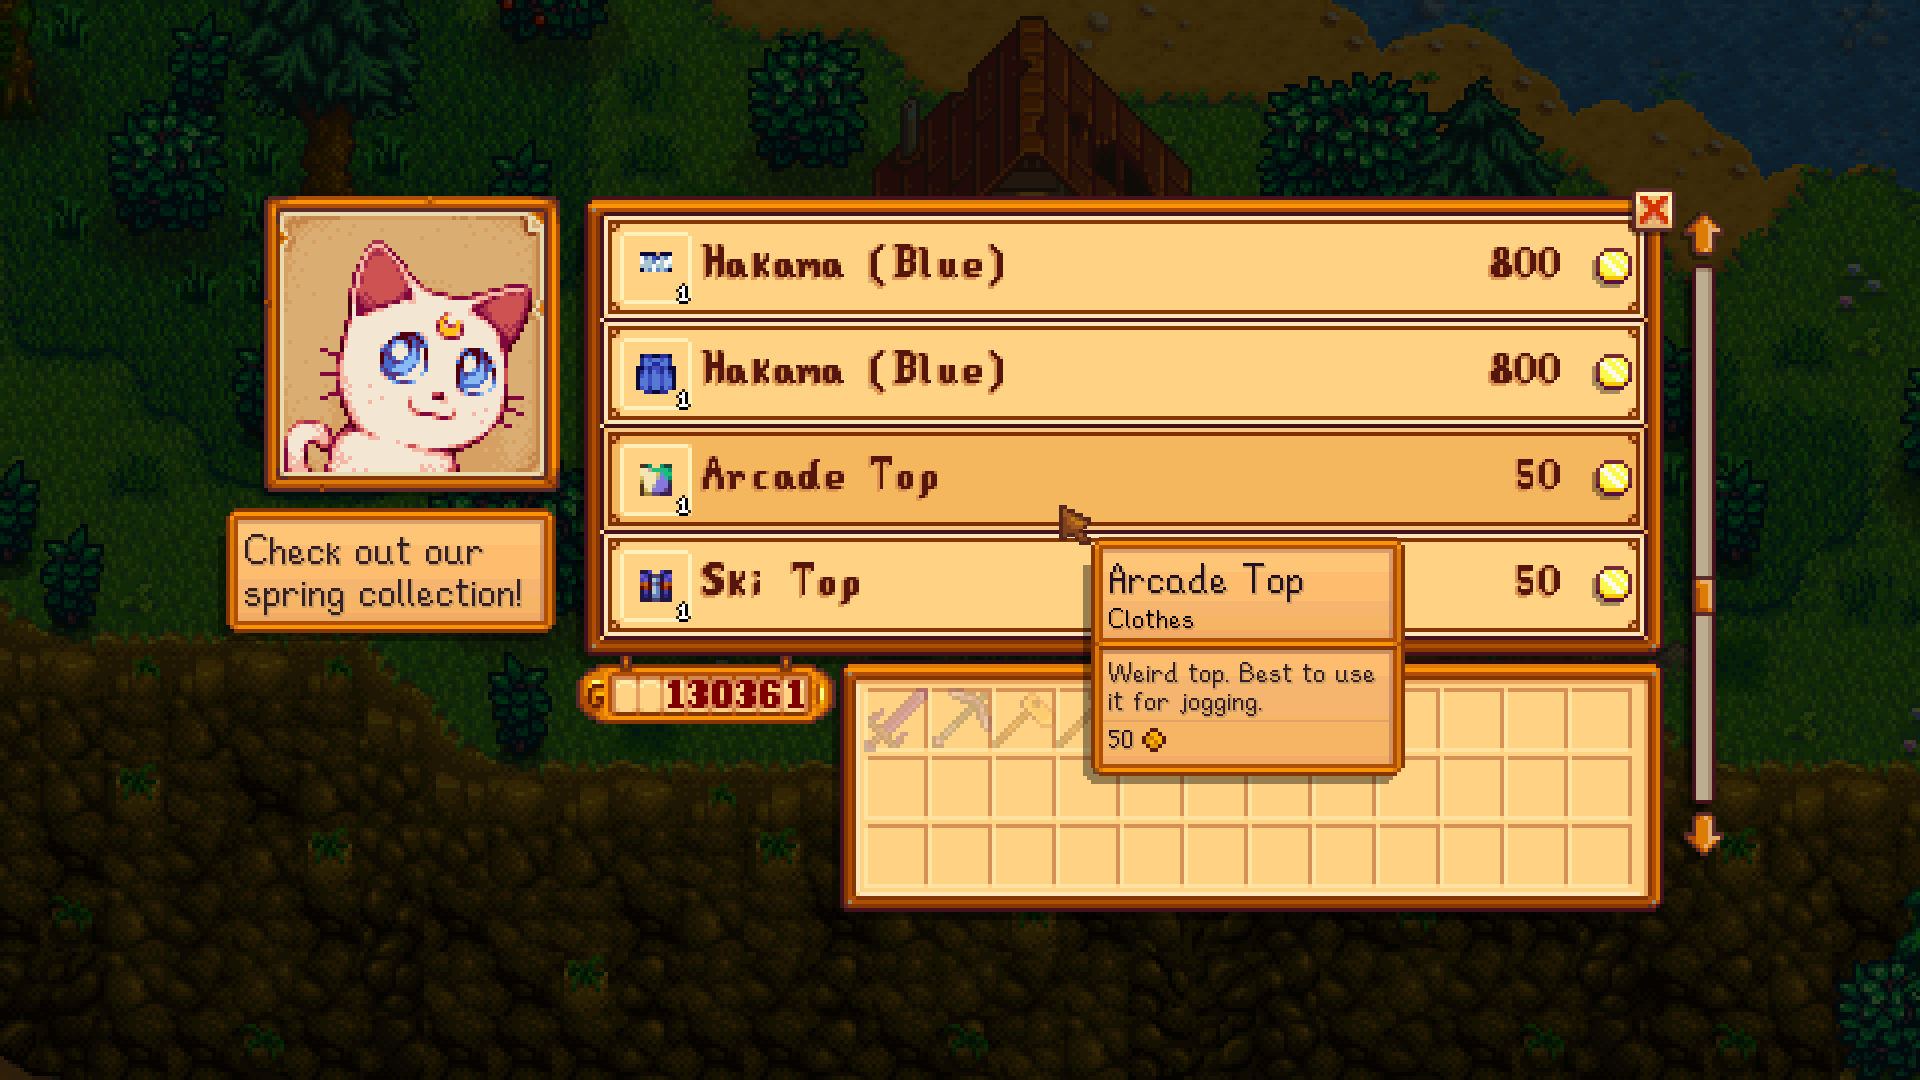 Hakama (Blue) 800
1
Hakama (Blue) 800
1
Arcade Top 50
1
Ski Top 50
1
Check out our
spring collection!
Arcade Top
Clothes
Weird top. Best to use
it for jogging.
50
G 130361